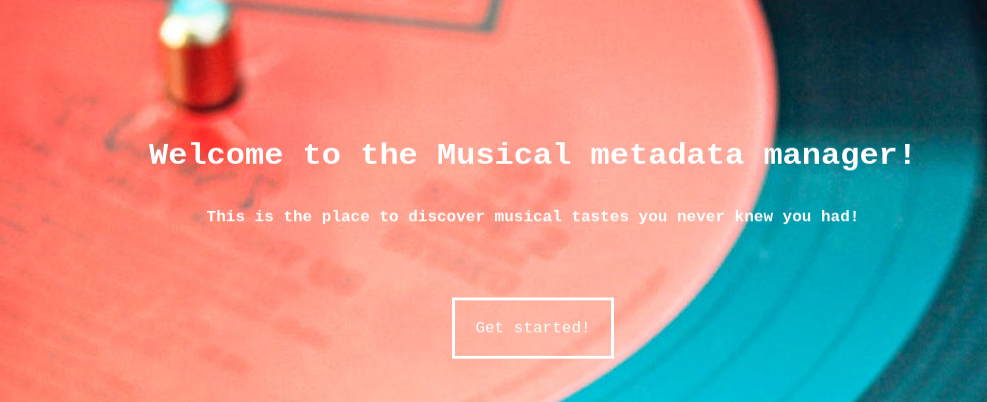 Welcome to the Musical metadata manager!
This is the place to discover musical tastes you never knew you had!
Get started!